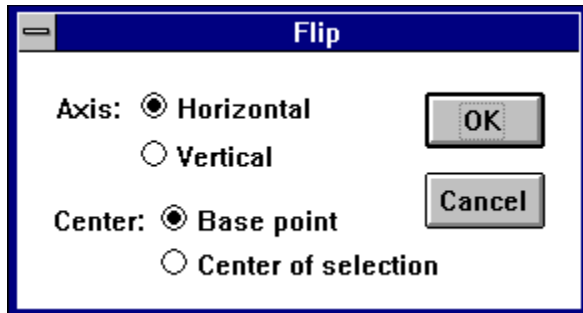 Flip
Axis: Horizontal
Vertical
OK
Center: Base point
Center of selection
Cancel